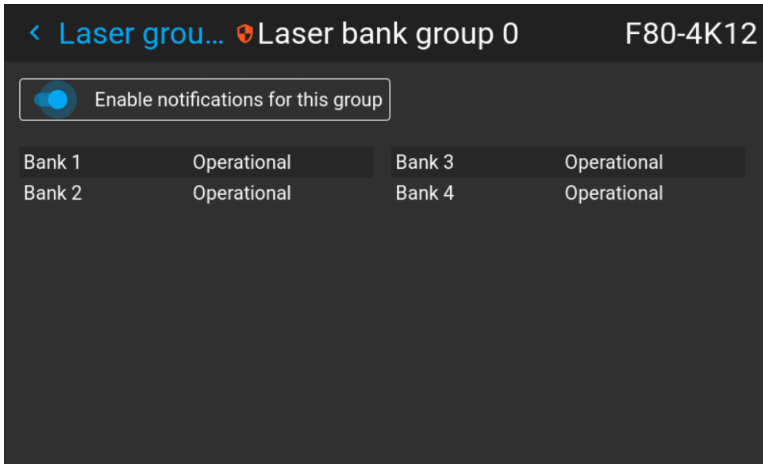 Laser grou... Laser bank group 0 F80-4K12
Enable notifications for this group
Bank 1 Operational Bank 3 Operational
Bank 2 Operational Bank 4 Operational